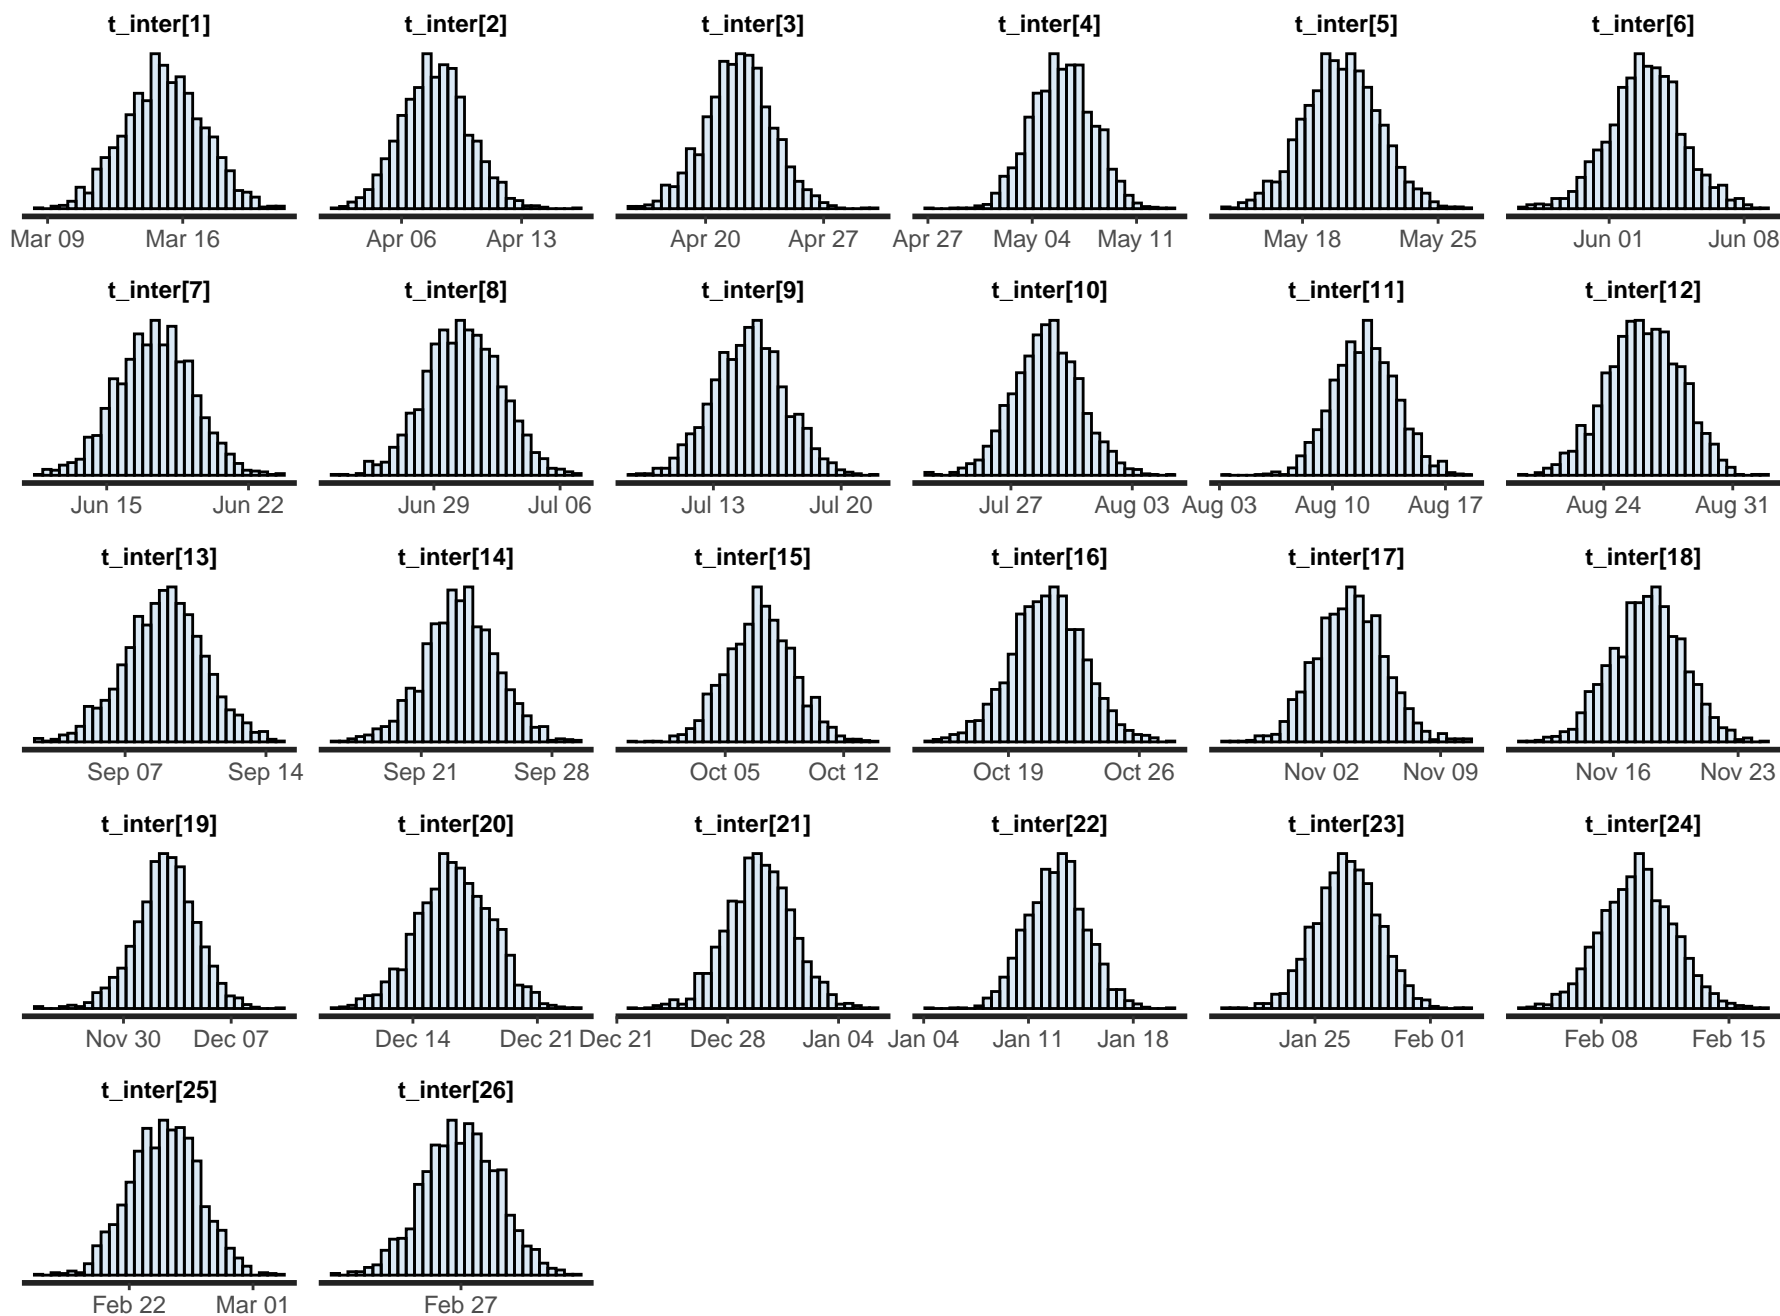 t_inter[1] t_inter[2] t_inter[3] t_inter[4] t_inter[5] t_inter[6]
Mar 09 Mar 16 Apr 06 Apr 13 Apr 20 Apr 27 Apr 27 May 04 May 11 May 18 May 25 Jun 01 Jun 08
t_inter[7] t_inter[8] t_inter[9] t_inter[10] t_inter[11] t_inter[12]
Jun 15 Jun 22 Jun 29 Jul 06 Jul 13 Jul 20 Jul 27 Aug 03 Aug 03 Aug 10 Aug 17 Aug 24 Aug 31
t_inter[13] t_inter[14] t_inter[15] t_inter[16] t_inter[17] t_inter[18]
Sep 07 Sep 14 Sep 21 Sep 28 Oct 05 Oct 12 Oct 19 Oct 26 Nov 02 Nov 09 Nov 16 Nov 23
t_inter[19] t_inter[20] t_inter[21] t_inter[22] t_inter[23] t_inter[24]
Nov 30 Dec 07 Dec 14 Dec 21 Dec 21 Dec 28 Jan 04 Jan 04 Jan 11 Jan 18 Jan 25 Feb 01 Feb 08 Feb 15
t_inter[25] t_inter[26]
Feb 22 Mar 01 Feb 27